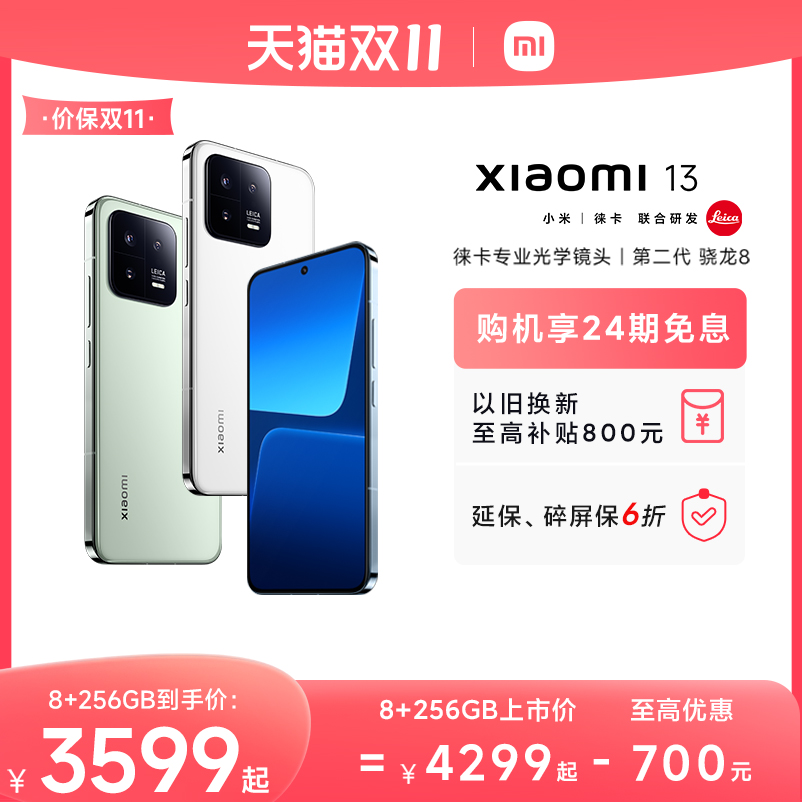 天猫双11
mi
·价保双11·
xiaomi 13
小米 | 徕卡 联合研发 Leica
徕卡专业光学镜头 | 第二代 骁龙8
购机享24期免息
以旧换新
至高补贴800元
¥
延保、碎屏保6折
LEICA
LEICA
xiaomi
xiaomi
8+256GB到手价:
¥3599起
8+256GB上市价 至高优惠
=¥4299起-700元